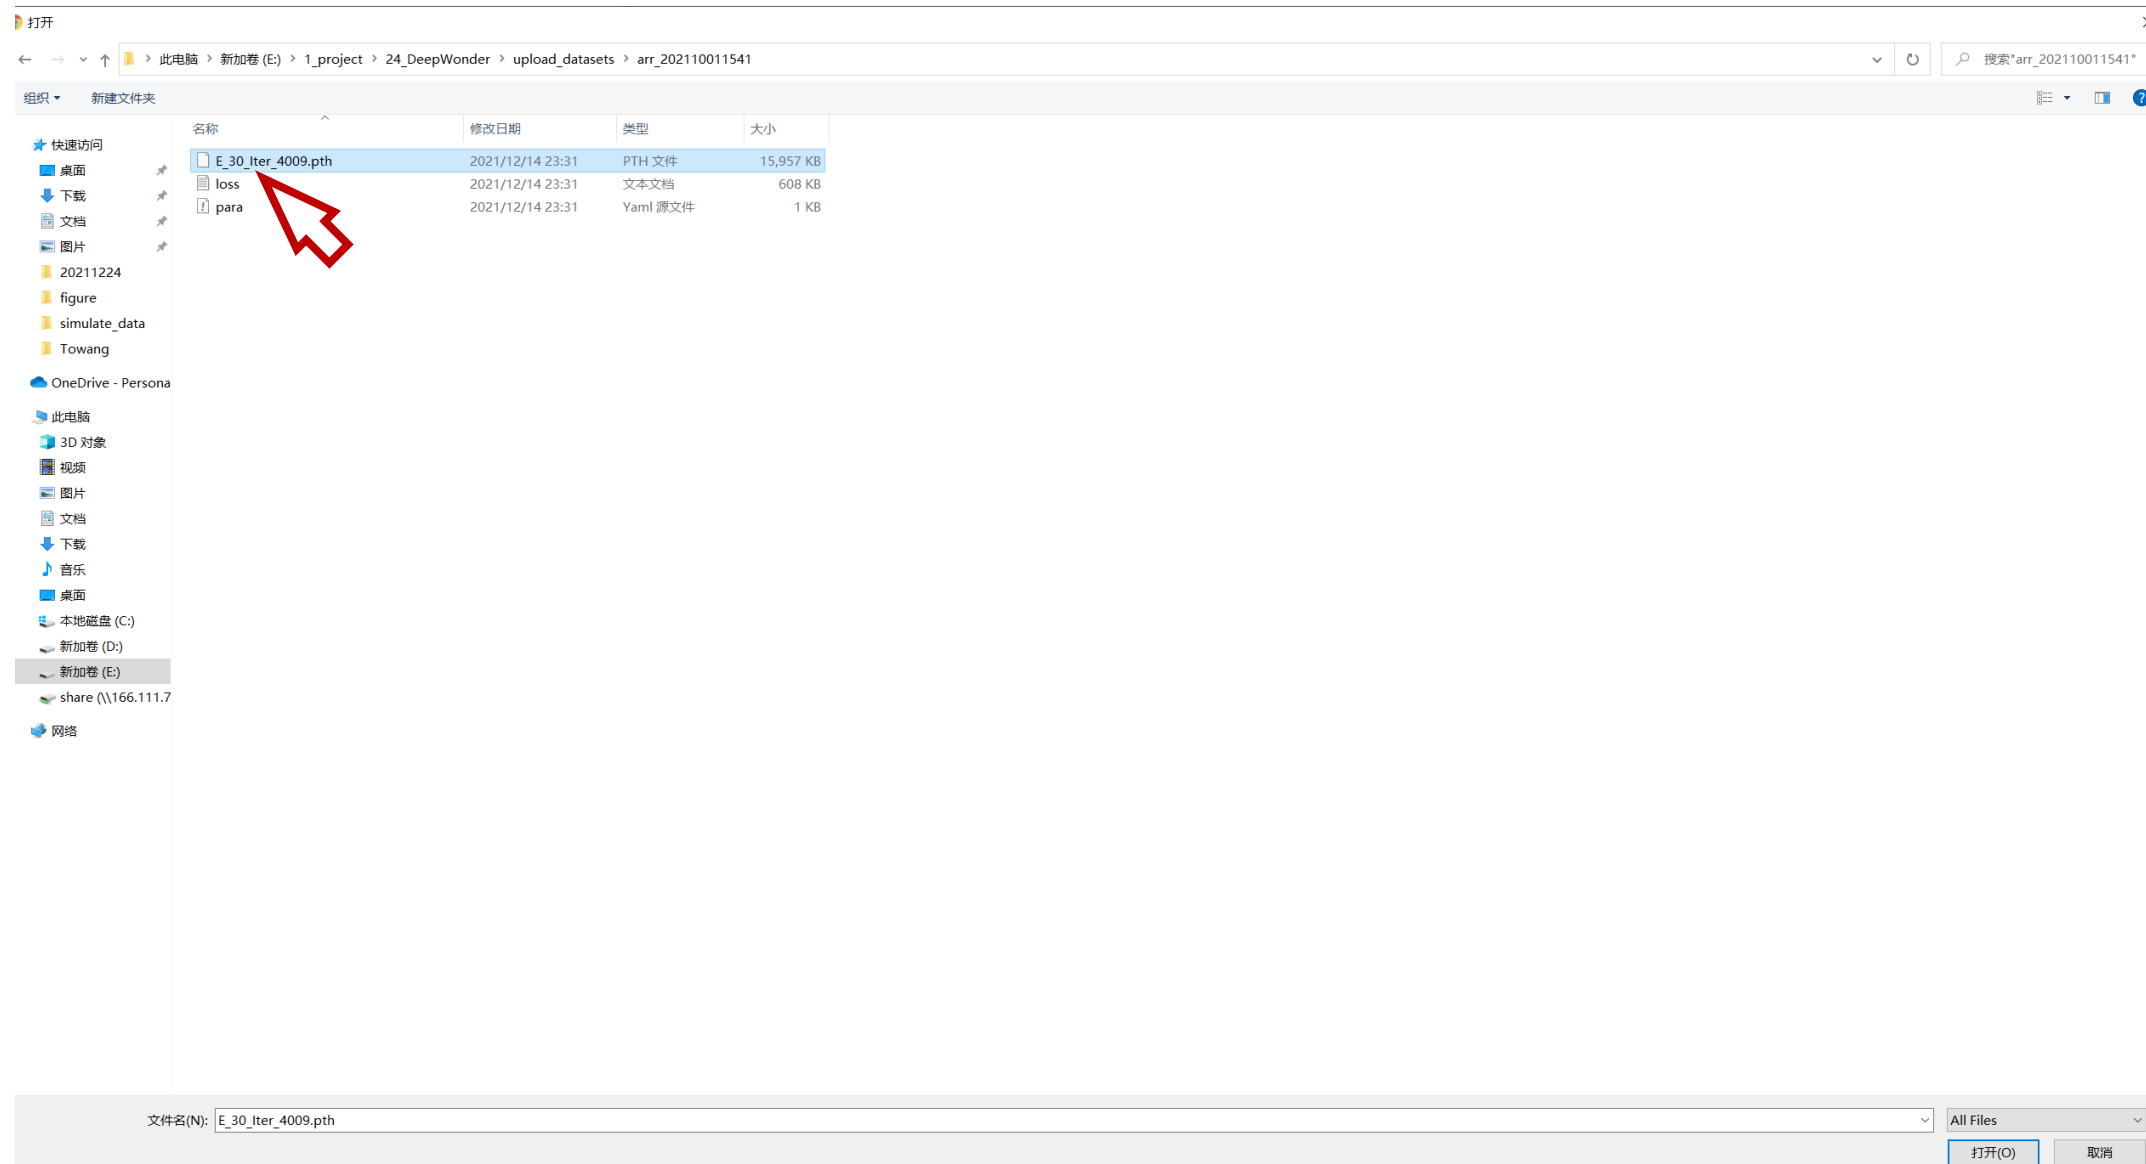 打开
此电脑 新加卷 (E:) 1_project 24_DeepWonder upload_datasets arr_202110011541
搜索"arr_202110011541"
组织 新建文件夹
名称 修改日期 类型 大小
E_30_Iter_4009.pth 2021/12/14 23:31 PTH 文件 15,957 KB
loss 2021/12/14 23:31 文本文档 608 KB
para 2021/12/14 23:31 Yaml 源文件 1 KB
快速访问
桌面
下载
文档
图片
20211224
figure
simulate_data
Towang
OneDrive - Persona
此电脑
3D 对象
视频
图片
文档
下载
音乐
桌面
本地磁盘 (C:)
新加卷 (D:)
新加卷 (E:)
share (\\166.111.7
网络
文件名(N): E_30_Iter_4009.pth All Files
打开(O) 取消